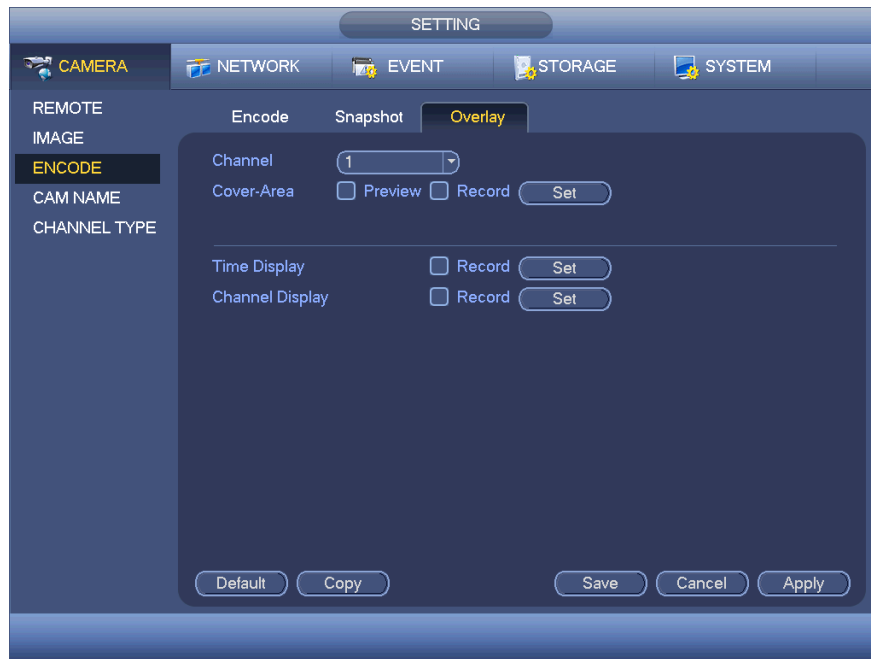 SETTING
CAMERA NETWORK EVENT STORAGE SYSTEM
REMOTE
IMAGE
ENCODE
CAM NAME
CHANNEL TYPE
Encode Snapshot Overlay
Channel 1
Cover-Area Preview Record Set
Time Display Record Set
Channel Display Record Set
Default Copy Save Cancel Apply